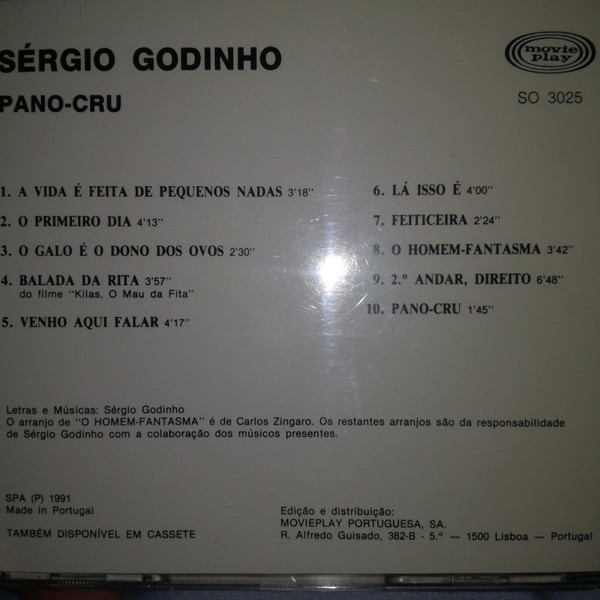 SÉRGIO GODINHO
movie
play
PANO-CRU
SO 3025
1. A VIDA É FEITA DE PEQUENOS NADAS 3'18"
2. O PRIMEIRO DIA 4'13"
3. O GALO É O DONO DOS OVOS 2'30"
4. BALADA DA RITA 3'57"
do filme "Kilas, O Mau da Fita"
5. VENHO AQUI FALAR 4'17"
6. LÁ ISSO É 4'00"
7. FEITICEIRA 2'24"
8. O HOMEM-FANTASMA 3'42"
9. 2.º ANDAR, DIREITO 6'48"
10. PANO-CRU 1'45"
Letras e Músicas: Sérgio Godinho
O arranjo de "O HOMEM-FANTASMA" é de Carlos Zingaro. Os restantes arranjos são da responsabilidade
de Sérgio Godinho com a colaboração dos músicos presentes.
SPA (P) 1991
Made in Portugal
TAMBÉM DISPONÍVEL EM CASSETE
Edição e distribuição:
MOVIEPLAY PORTUGUESA, SA.
R. Alfredo Guisado, 382-B - 5.º — 1500 Lisboa — Portugal